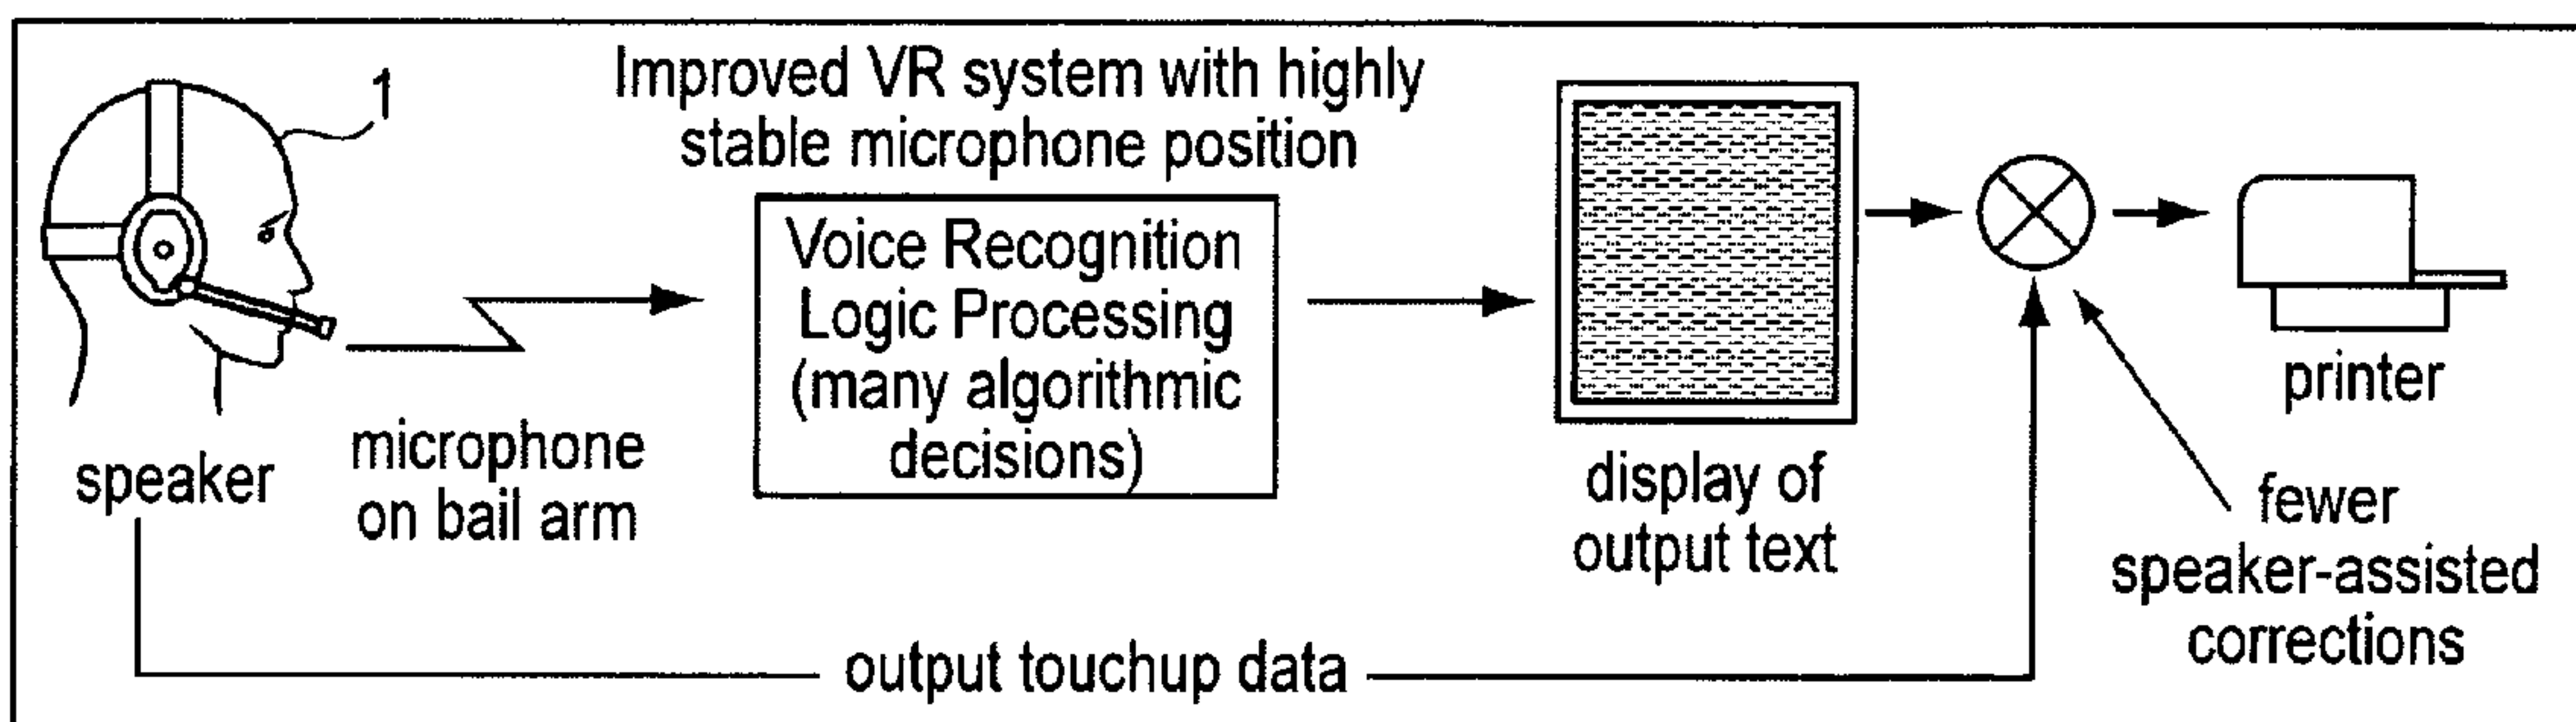 1
Improved VR system with highly
stable microphone position
Voice Recognition
Logic Processing
(many algorithmic
decisions)
speaker
microphone
on bail arm
display of
output text
printer
fewer
speaker-assisted
corrections
output touchup data